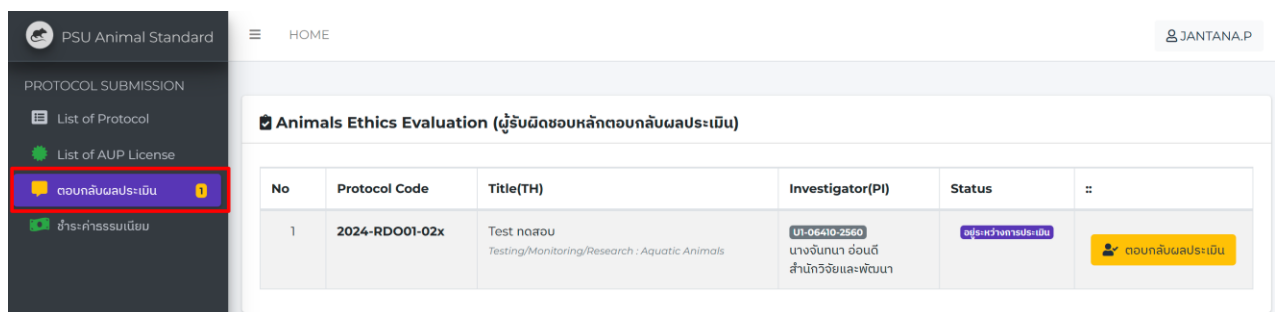 PSU Animal Standard
HOME
JANTANA.P
PROTOCOL SUBMISSION
List of Protocol
List of AUP License
ตอบกลับผลประเมิน 1
ชำระค่าธรรมเนียม
Animals Ethics Evaluation (ผู้รับผิดชอบหลักตอบกลับผลประเมิน)
No Protocol Code Title(TH) Investigator(PI) Status ::
1 2024-RDO01-02x Test ทดสอบ U1-06410-2560 อยู่ระหว่างการประเมิน
Testing/Monitoring/Research : Aquatic Animals นางจันทนา อ่อนดี ตอบกลับผลประเมิน
สำนักวิจัยและพัฒนา